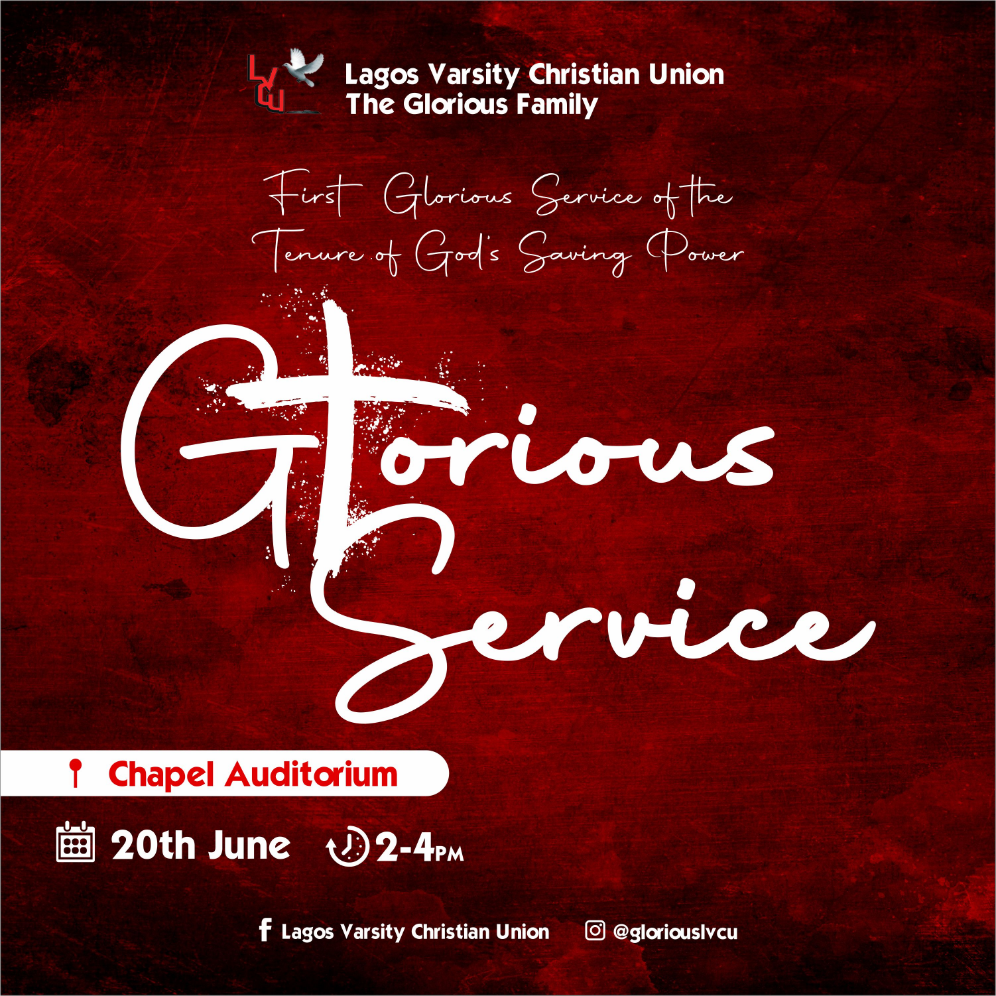 LVCU
Lagos Varsity Christian Union
The Glorious Family
First Glorious Service of the
Tenure of God's Saving Power
Glorious
Service
Chapel Auditorium
20th June
2-4PM
Lagos Varsity Christian Union
@gloriouslvcu